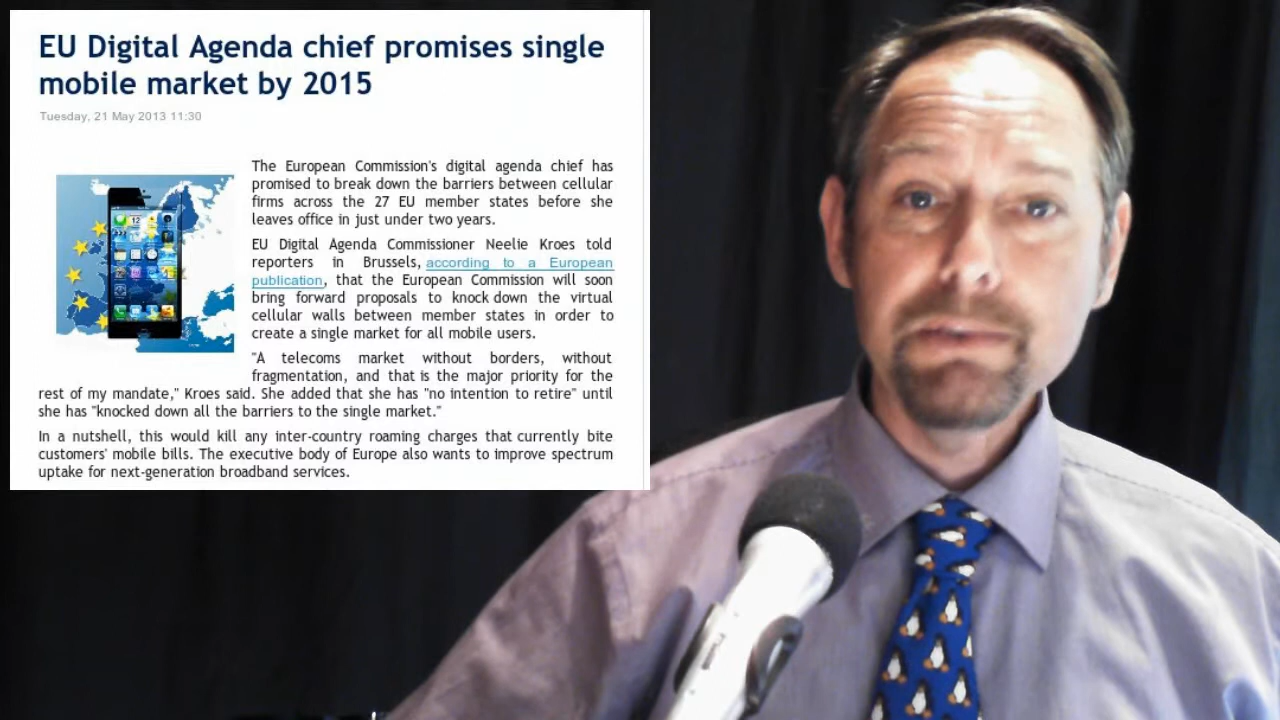 EU Digital Agenda chief promises single
mobile market by 2015
Tuesday, 21 May 2013 11:30
The European Commission's digital agenda chief has
promised to break down the barriers between cellular
firms across the 27 EU member states before she
leaves office in just under two years.
EU Digital Agenda Commissioner Neelie Kroes told
reporters in Brussels, according to a European
publication, that the European Commission will soon
bring forward proposals to knock down the virtual
cellular walls between member states in order to
create a single market for all mobile users.
"A telecoms market without borders, without
fragmentation, and that is the major priority for the
rest of my mandate," Kroes said. She added that she has "no intention to retire" until
she has "knocked down all the barriers to the single market."
In a nutshell, this would kill any inter-country roaming charges that currently bite
customers' mobile bills. The executive body of Europe also wants to improve spectrum
uptake for next-generation broadband services.